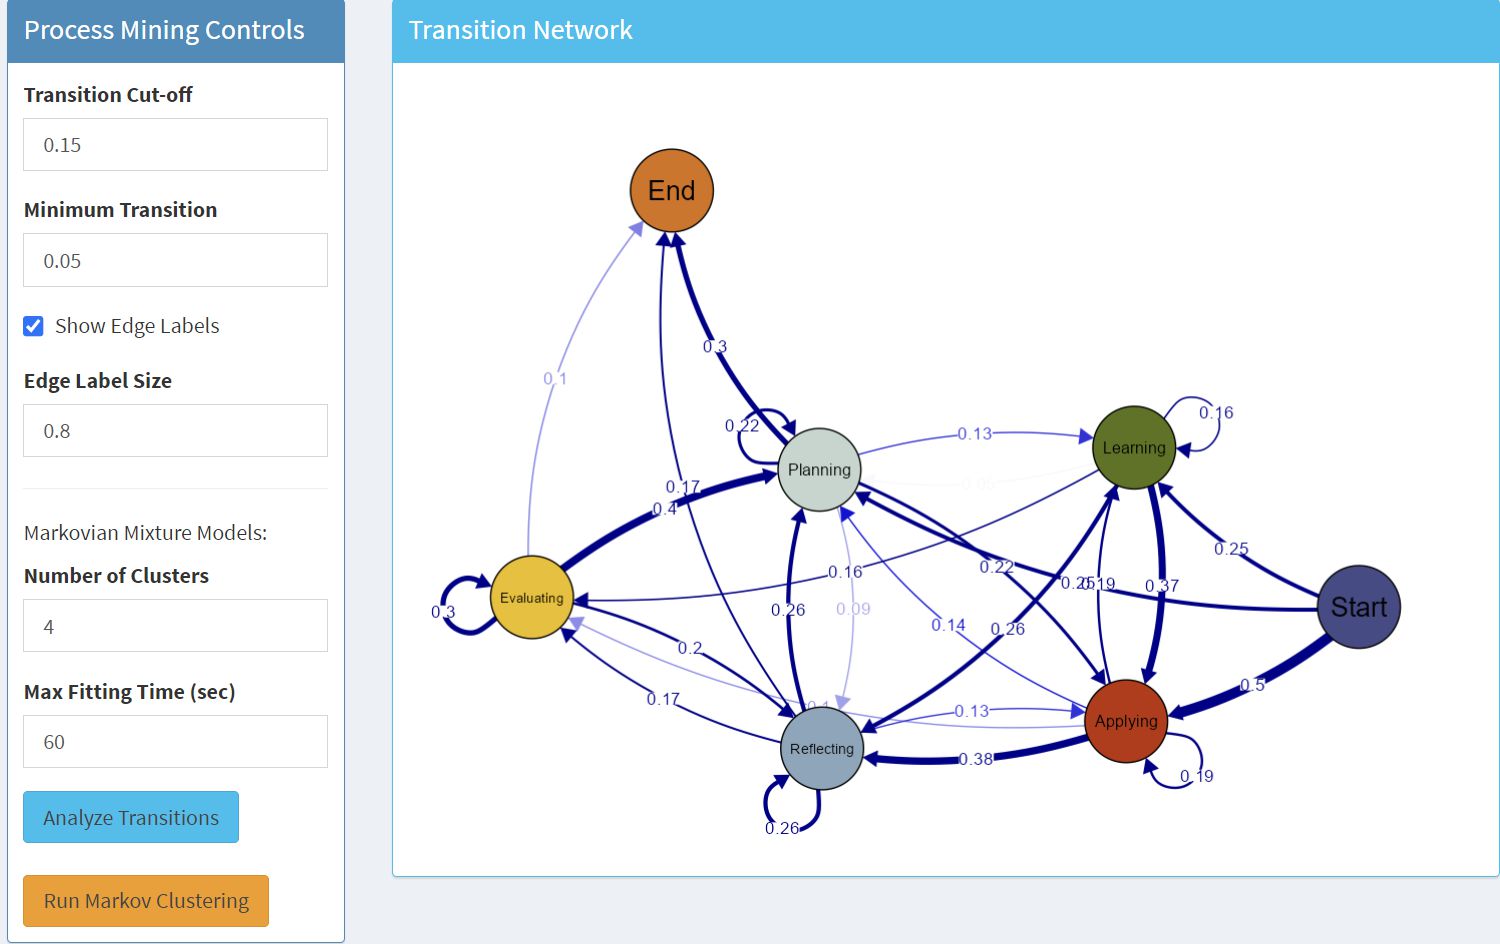 Process Mining Controls
Transition Cut-off
0.15
Minimum Transition
0.05
Show Edge Labels
Edge Label Size
0.8
Markovian Mixture Models:
Number of Clusters
4
Max Fitting Time (sec)
60
Analyze Transitions
Run Markov Clustering
Transition Network
End
0.3
0.1
0.22
Planning
0.13
Learning
0.16
0.05
0.17
0.4
0.25
0.22
0.16
0.25
0.19
0.37
Evaluating
0.3
0.26
0.09
Start
0.14
0.26
0.2
0.5
0.17
0.1
0.13
Applying
Reflecting
0.38
0.19
0.26